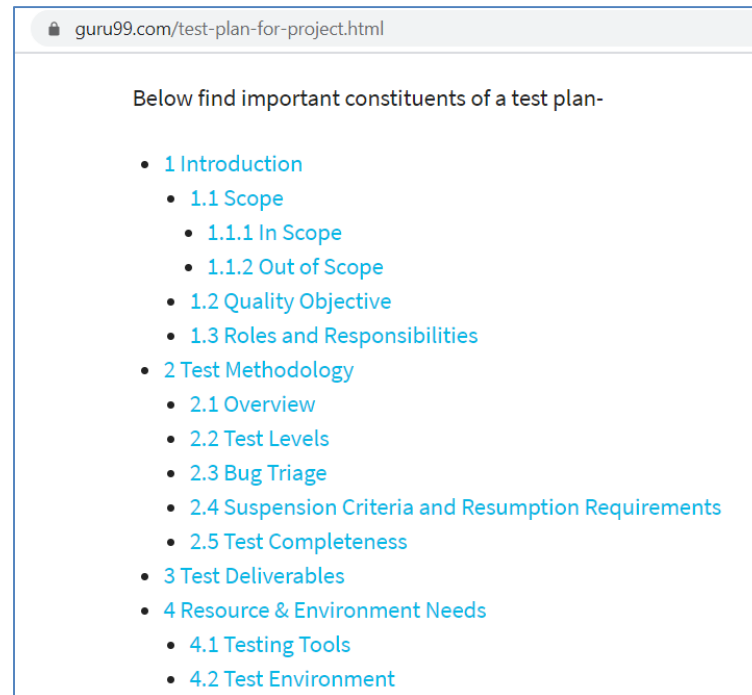 guru99.com/test-plan-for-project.html
Below find important constituents of a test plan-
• 1 Introduction
• 1.1 Scope
• 1.1.1 In Scope
• 1.1.2 Out of Scope
• 1.2 Quality Objective
• 1.3 Roles and Responsibilities
• 2 Test Methodology
• 2.1 Overview
• 2.2 Test Levels
• 2.3 Bug Triage
• 2.4 Suspension Criteria and Resumption Requirements
• 2.5 Test Completeness
• 3 Test Deliverables
• 4 Resource & Environment Needs
• 4.1 Testing Tools
• 4.2 Test Environment